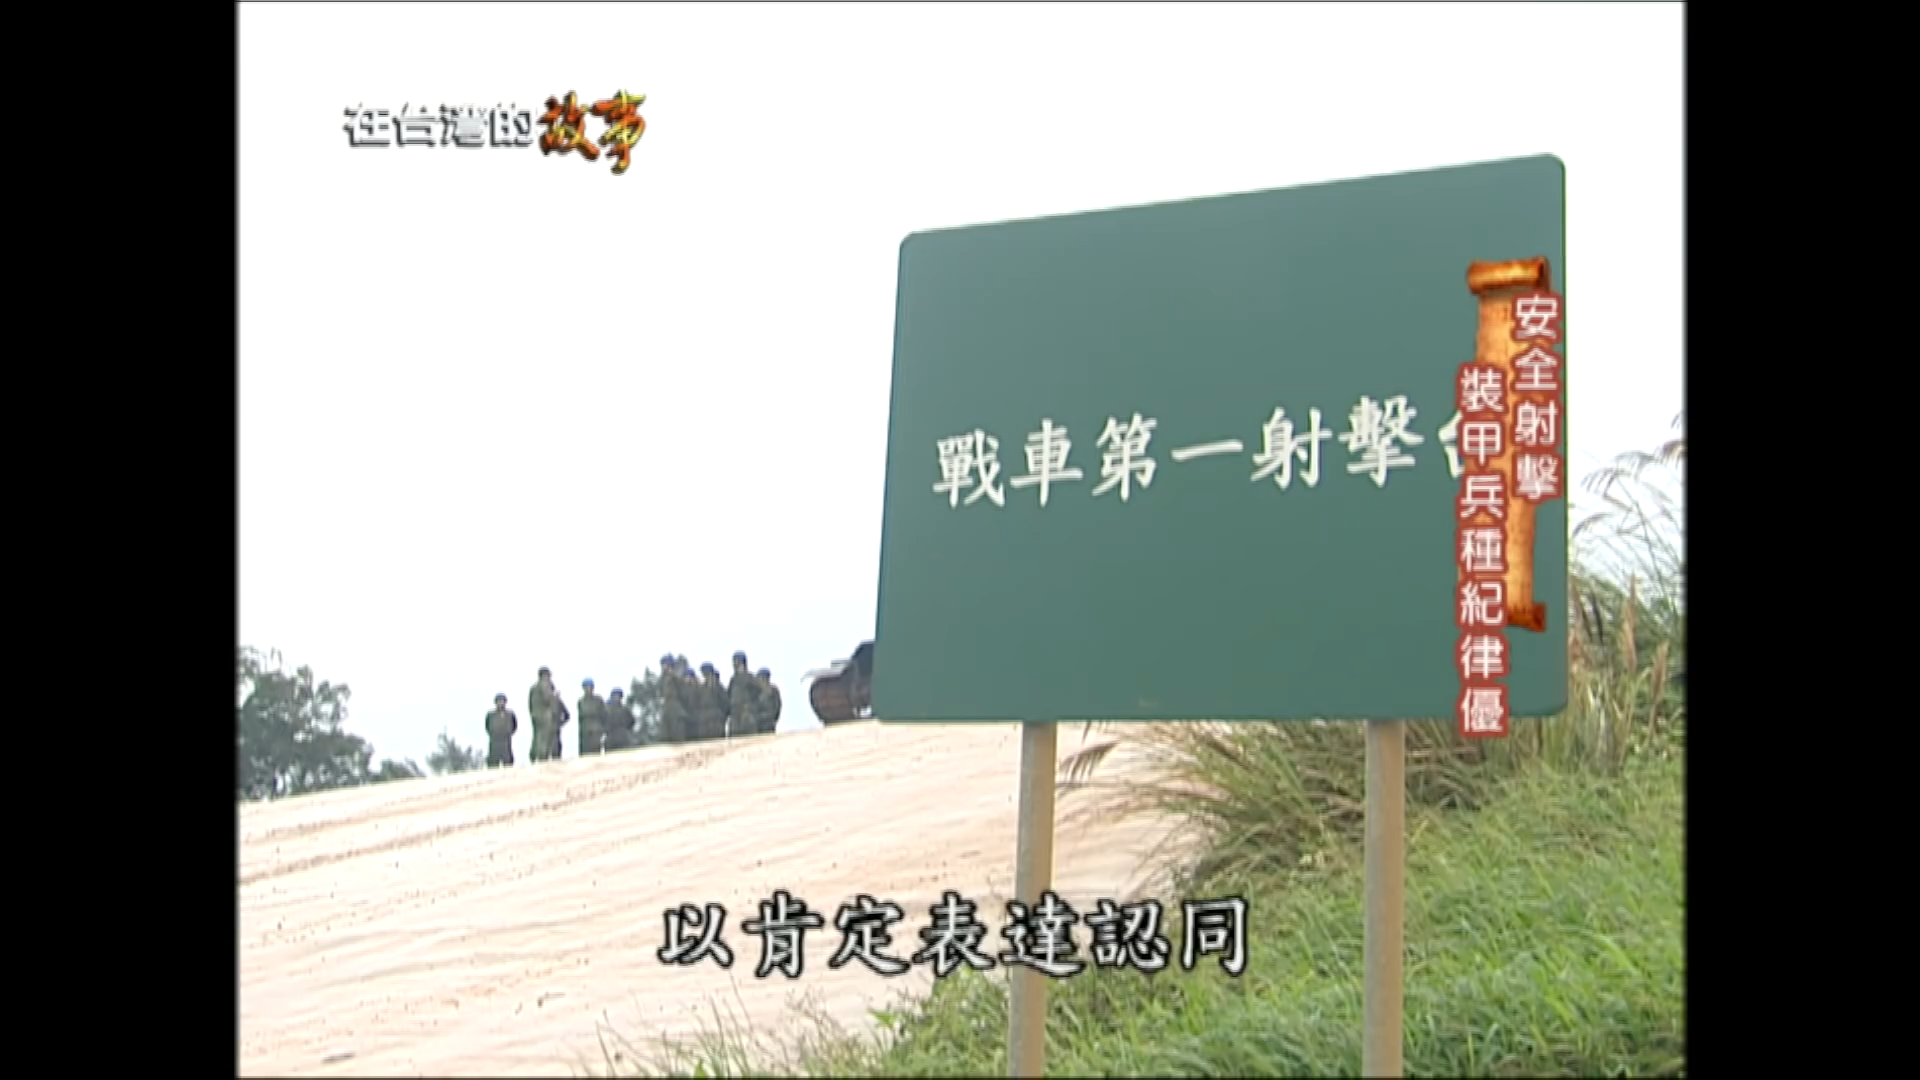 在台灣的故事
戰車第一射擊台
安全射擊
裝甲兵種紀律優
以肯定表達認同